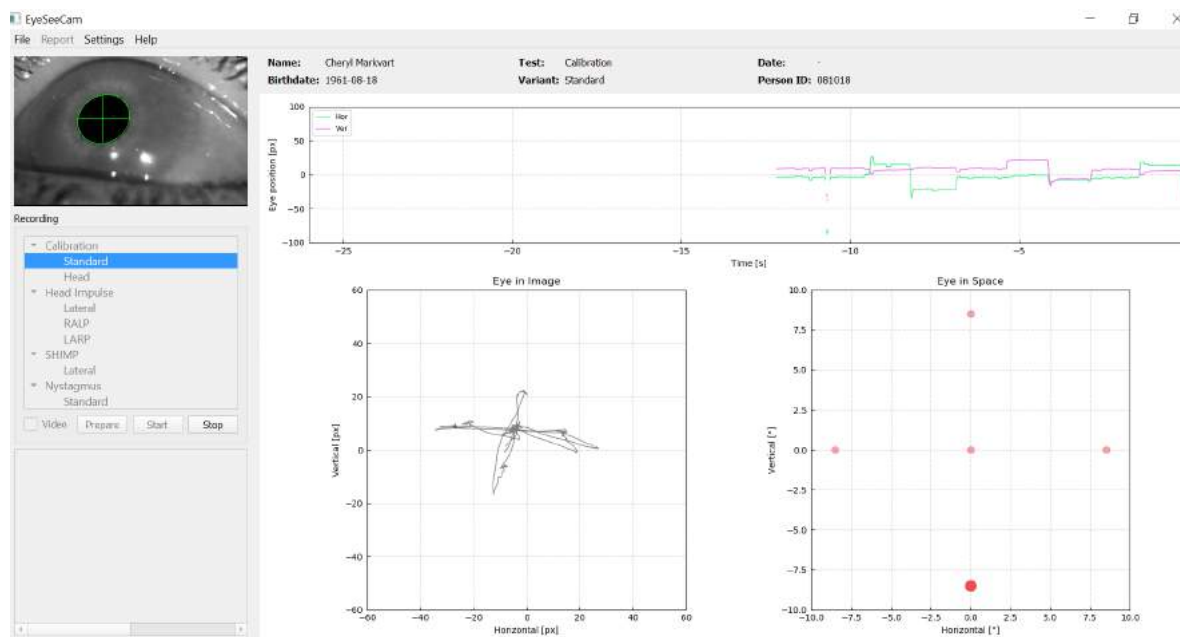 EyeSeeCam
File Report Settings Help
Name: Cheryl Markvart Test: Calibration Date: -
Birthdate: 1961-08-18 Variant: Standard Person ID: 081018
Hor
Ver
Eye position [px]
100
50
0
−50
−100
−25 −20 −15 −10 −5
Time [s]
Recording
Calibration
Standard
Head
Head Impulse
Lateral
RALP
LARP
SHIMP
Lateral
Nystagmus
Standard
Video Prepare Start Stop
Eye in Image
Vertical [px]
60
40
20
0
−20
−40
−60
−60 −40 −20 0 20 40 60
Horizontal [px]
Eye in Space
Vertical [°]
10.0
7.5
5.0
2.5
0.0
−2.5
−5.0
−7.5
−10.0
−10.0 −7.5 −5.0 −2.5 0.0 2.5 5.0 7.5 10.0
Horizontal [°]